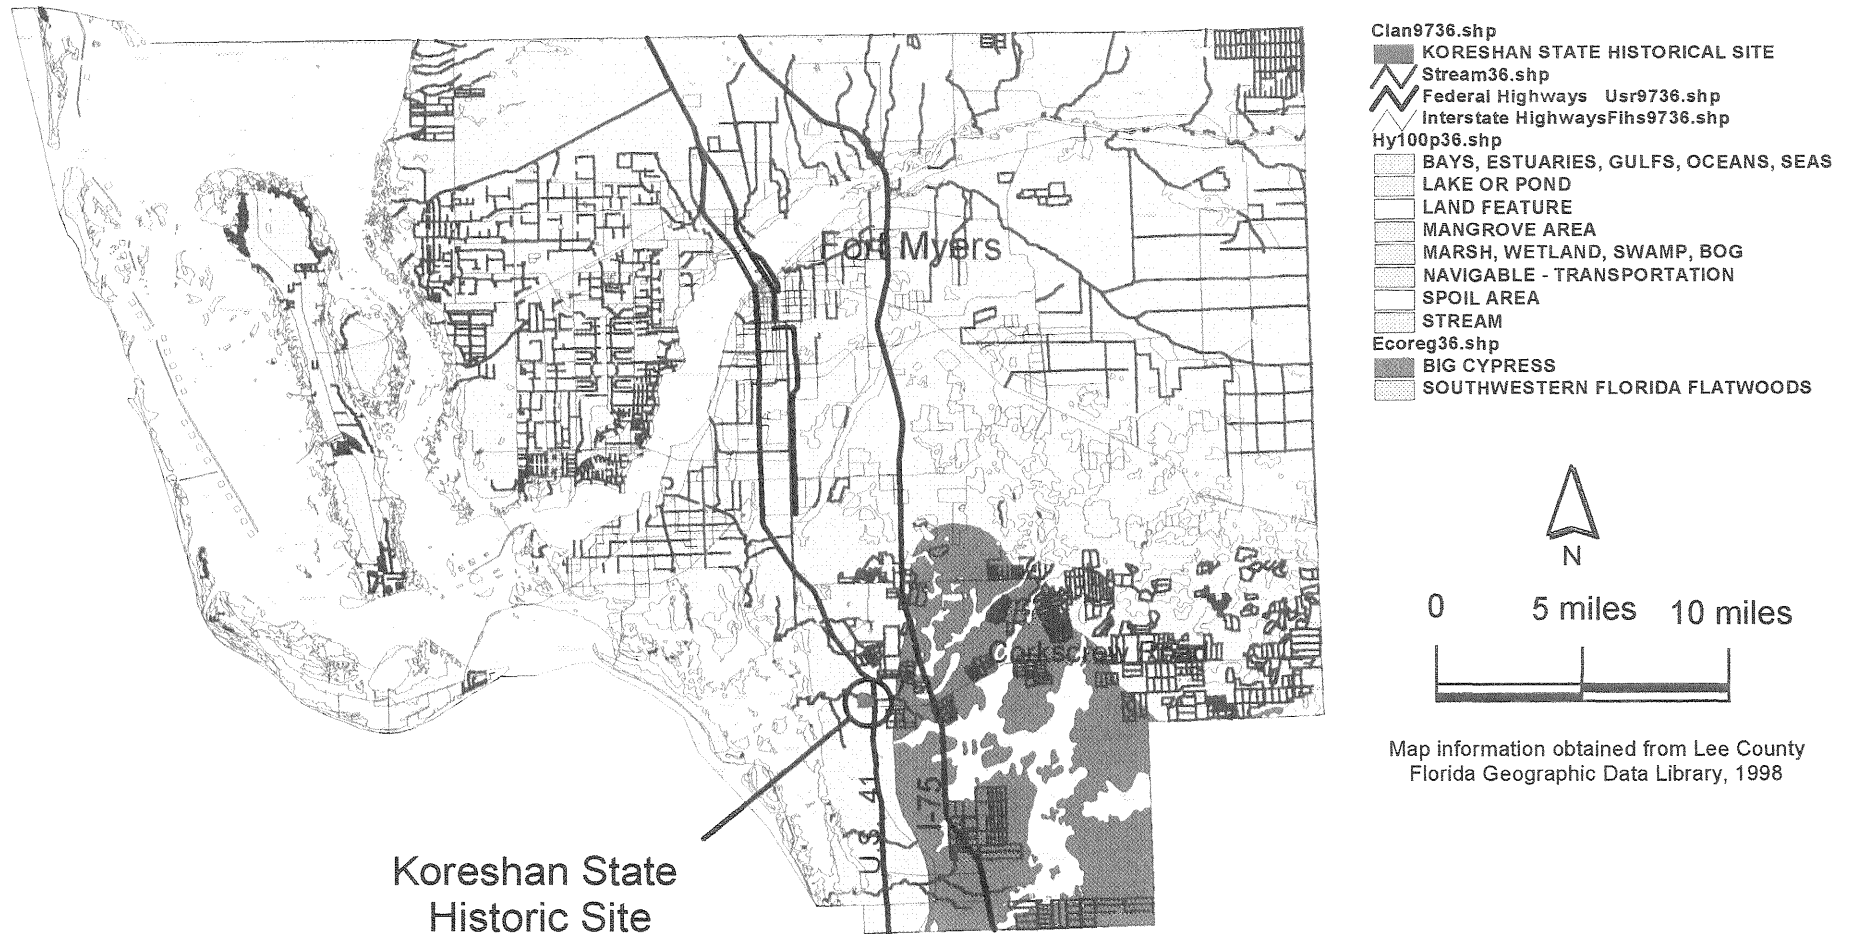 Clan9736.shp
KORESHAN STATE HISTORICAL SITE
Stream36.shp
Federal Highways Usr9736.shp
Interstate HighwaysFihs9736.shp
Hy100p36.shp
BAYS, ESTUARIES, GULFS, OCEANS, SEAS
LAKE OR POND
LAND FEATURE
MANGROVE AREA
MARSH, WETLAND, SWAMP, BOG
NAVIGABLE - TRANSPORTATION
SPOIL AREA
STREAM
Ecoreg36.shp
BIG CYPRESS
SOUTHWESTERN FLORIDA FLATWOODS
Fort Myers
N
0 5 miles 10 miles
Corkscrew Road
Map information obtained from Lee County
Florida Geographic Data Library, 1998
U.S. 41
I-75
Koreshan State
Historic Site